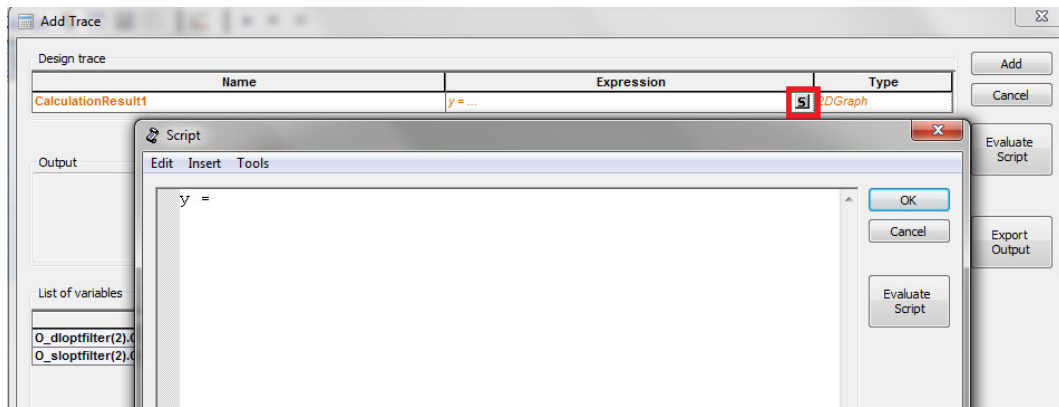 Add Trace
Design trace
Name Expression Type
CalculationResult1 y = ... S 2DGraph
Add
Cancel
Evaluate
Script
Export
Output
Output
Script
Edit Insert Tools
y =
OK
Cancel
Evaluate
Script
List of variables
O_dloptfilter(2).
O_sloptfilter(2).